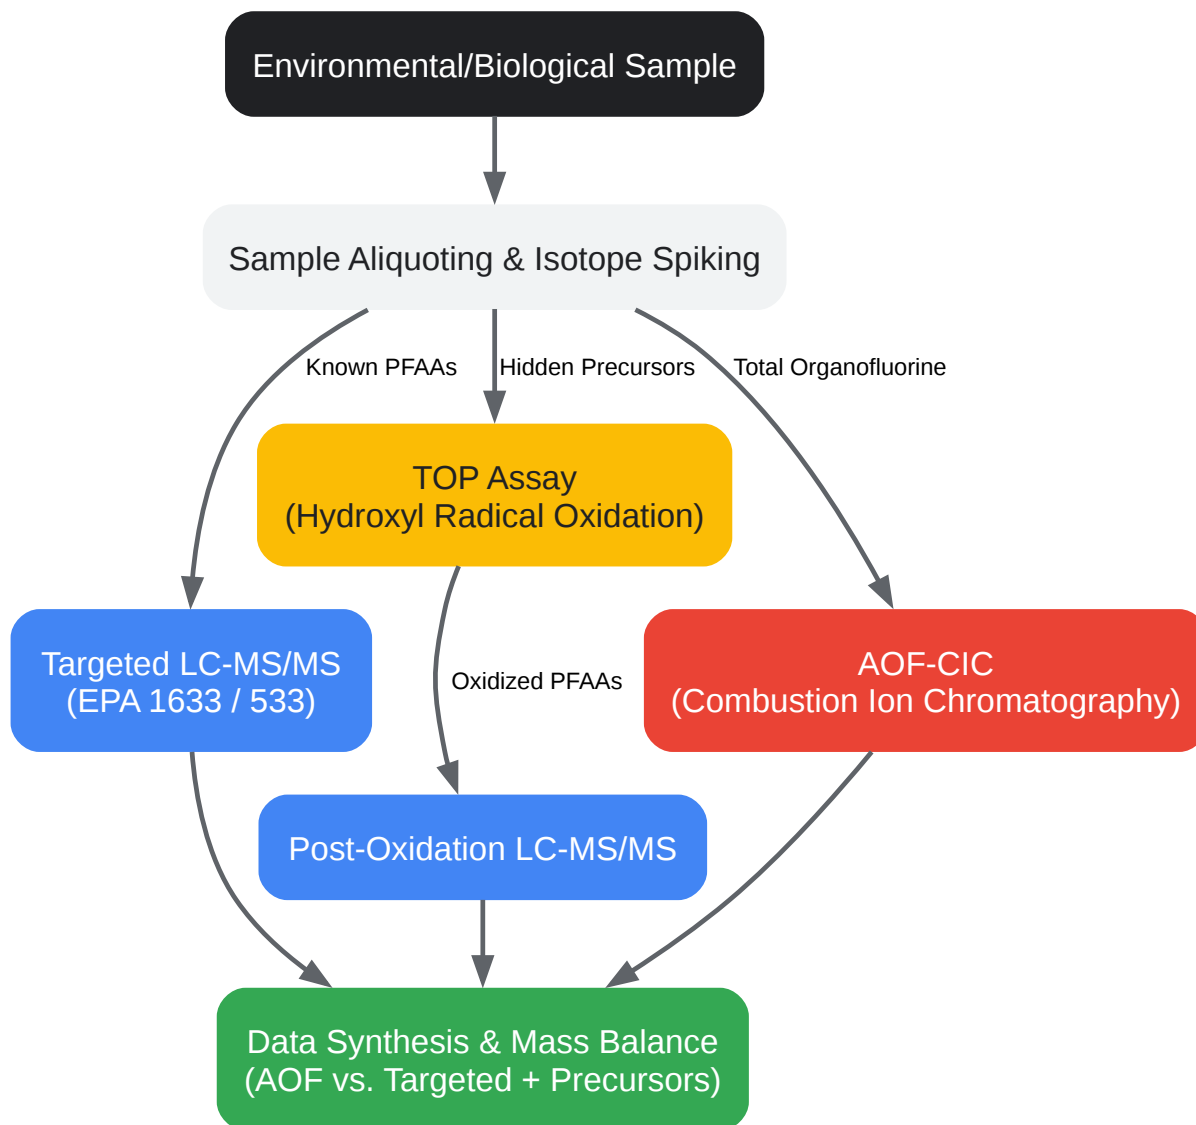 Environmental/Biological Sample
Sample Aliquoting & Isotope Spiking
Known PFAAs
Hidden Precursors
Total Organofluorine
TOP Assay
(Hydroxyl Radical Oxidation)
Targeted LC-MS/MS
(EPA 1633 / 533)
Oxidized PFAAs
AOF-CIC
(Combustion Ion Chromatography)
Post-Oxidation LC-MS/MS
Data Synthesis & Mass Balance
(AOF vs. Targeted + Precursors)